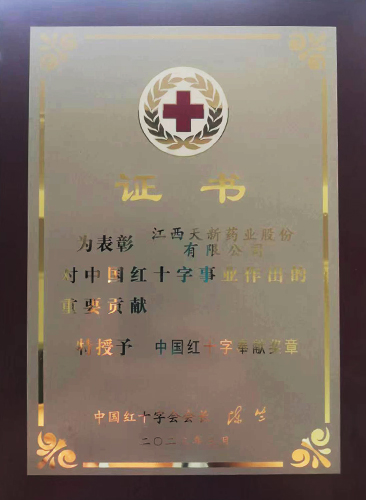 证书
为表彰 江西天新药业股份
有限公司
对中国红十字事业作出的
重要贡献
特授予 中国红十字奉献奖章
中国红十字会会长 陈竺